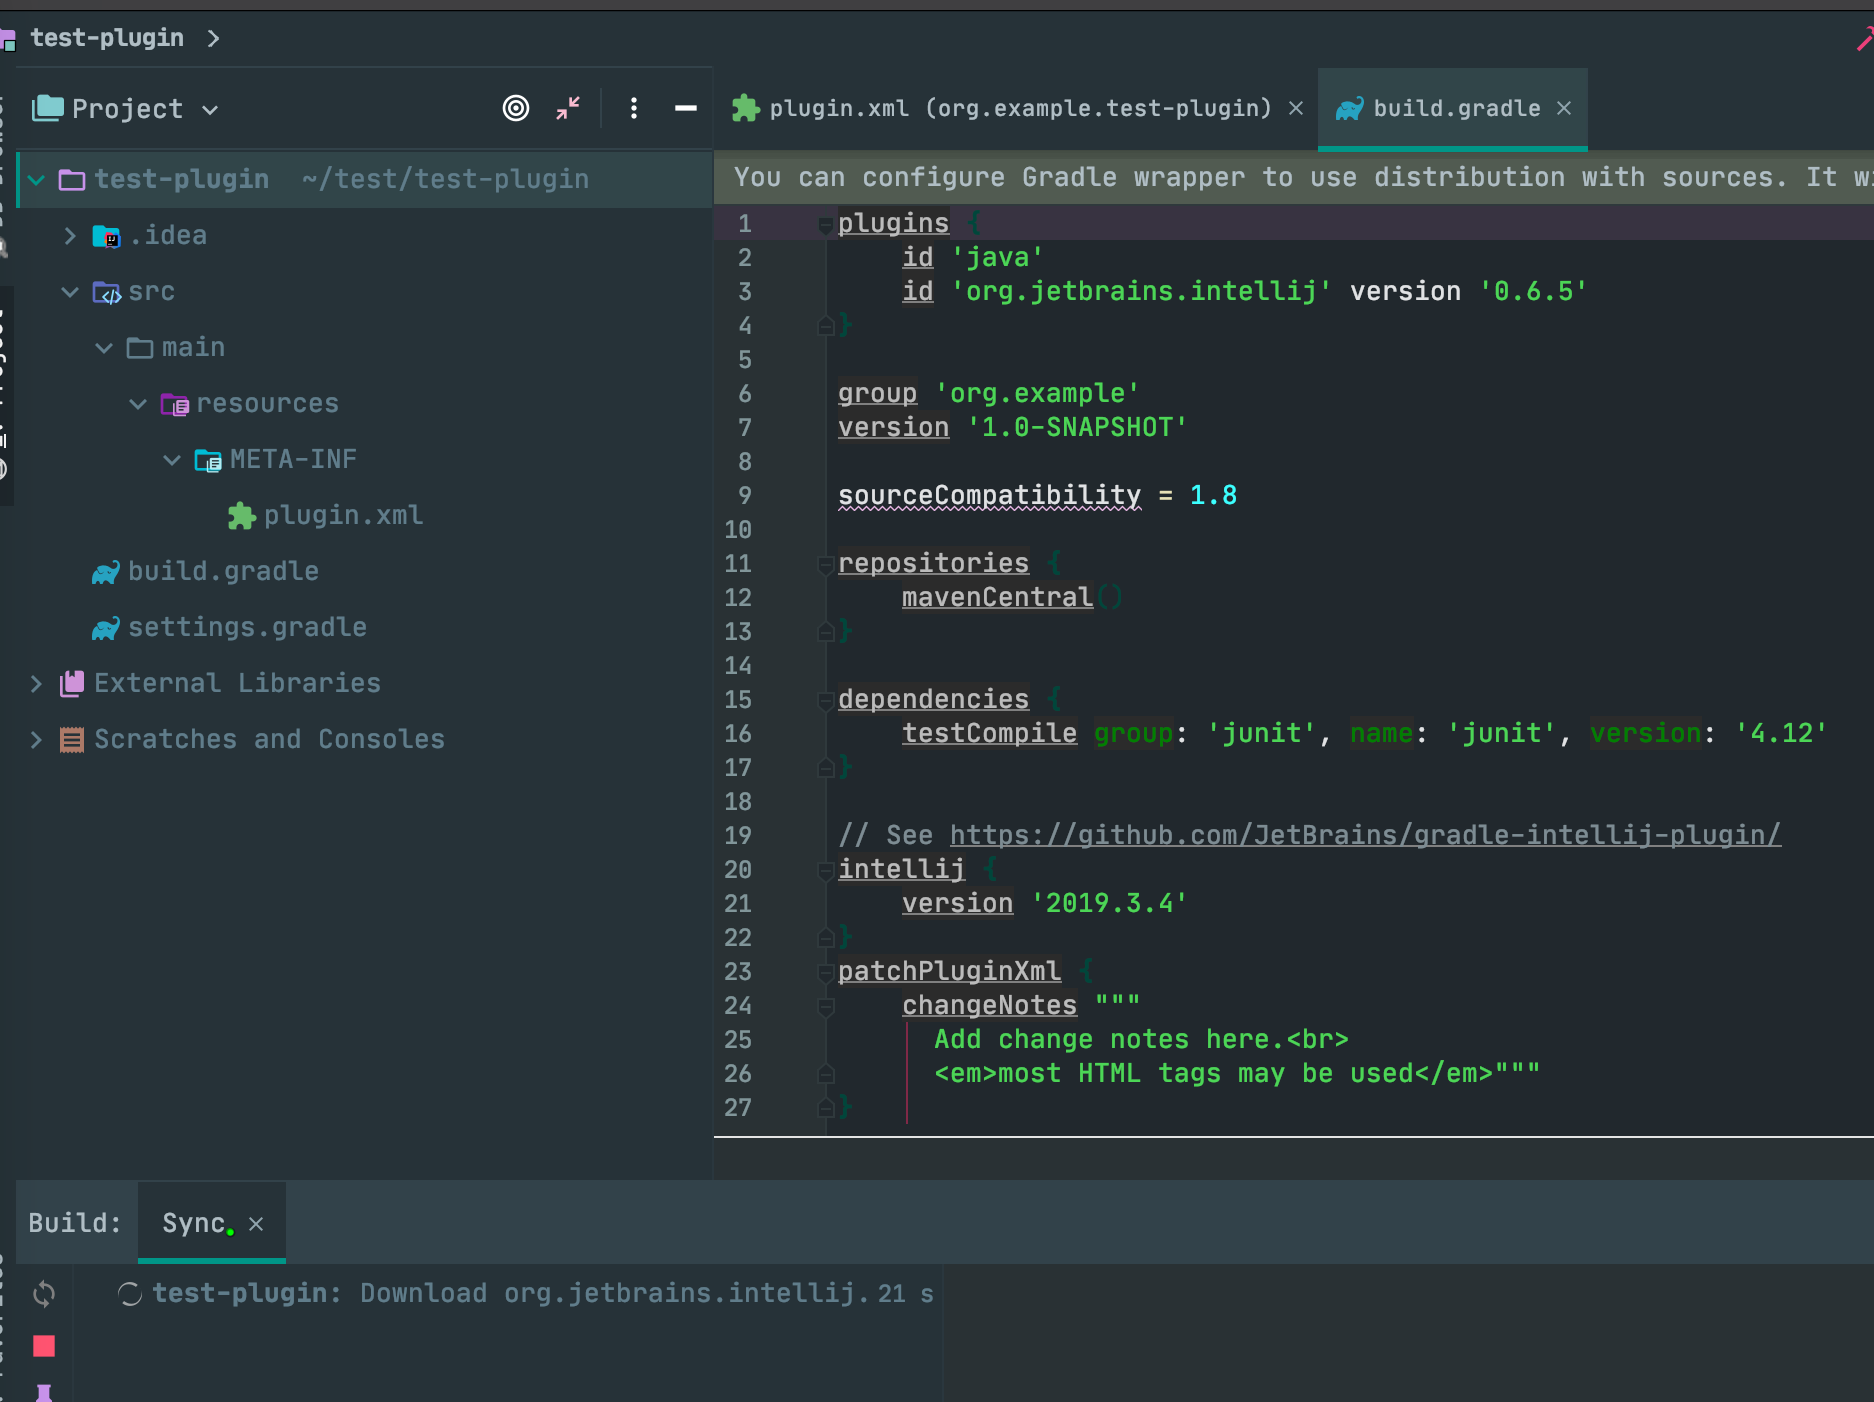 test-plugin
Project
plugin.xml (org.example.test-plugin)
build.gradle
test-plugin ~/test/test-plugin
.idea
src
main
resources
META-INF
plugin.xml
build.gradle
settings.gradle
External Libraries
Scratches and Consoles
You can configure Gradle wrapper to use distribution with sources. It
1 plugins {
2 id 'java'
3 id 'org.jetbrains.intellij' version '0.6.5'
4 }
5
6 group 'org.example'
7 version '1.0-SNAPSHOT'
8
9 sourceCompatibility = 1.8
10
11 repositories {
12 mavenCentral()
13 }
14
15 dependencies {
16 testCompile group: 'junit', name: 'junit', version: '4.12'
17 }
18
19 // See https://github.com/JetBrains/gradle-intellij-plugin/
20 intellij {
21 version '2019.3.4'
22 }
23 patchPluginXml {
24 changeNotes """
25 Add change notes here.<br>
26 <em>most HTML tags may be used</em>"""
27 }
Build:
Sync
test-plugin: Download org.jetbrains.intellij. 21 s